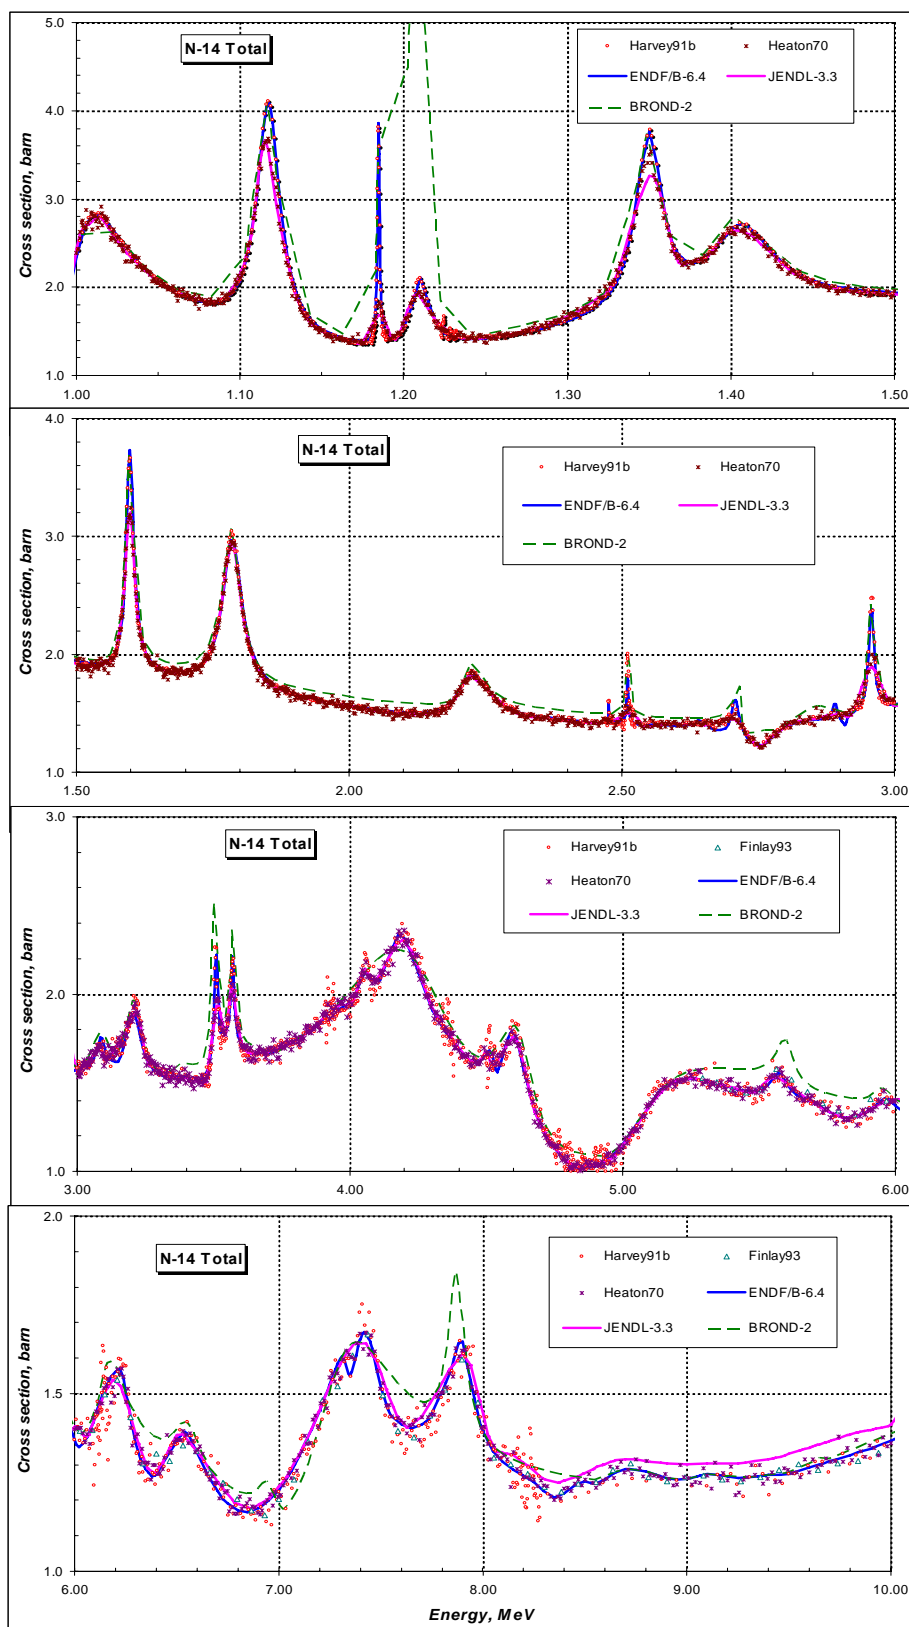 N-14 Total
Harvey91b
Heaton70
ENDF/B-6.4
JENDL-3.3
BROND-2
Cross section, barn
5.0
4.0
3.0
2.0
1.0
1.00 1.10 1.20 1.30 1.40 1.50
N-14 Total
Harvey91b
Heaton70
ENDF/B-6.4
JENDL-3.3
BROND-2
Cross section, barn
4.0
3.0
2.0
1.0
1.50 2.00 2.50 3.00
N-14 Total
Harvey91b
Finlay93
Heaton70
ENDF/B-6.4
JENDL-3.3
BROND-2
Cross section, barn
3.0
2.0
1.0
3.00 4.00 5.00 6.00
N-14 Total
Harvey91b
Finlay93
Heaton70
ENDF/B-6.4
JENDL-3.3
BROND-2
Cross section, barn
2.0
1.5
1.0
6.00 7.00 8.00 9.00 10.00
Energy, MeV